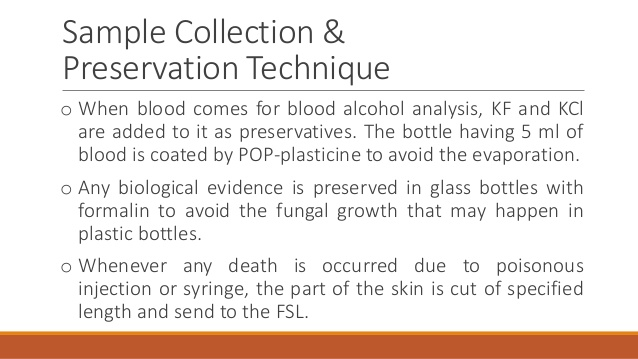 Sample Collection &
Preservation Technique
o When blood comes for blood alcohol analysis, KF and KCl
are added to it as preservatives. The bottle having 5 ml of
blood is coated by POP-plasticine to avoid the evaporation.
o Any biological evidence is preserved in glass bottles with
formalin to avoid the fungal growth that may happen in
plastic bottles.
o Whenever any death is occurred due to poisonous
injection or syringe, the part of the skin is cut of specified
length and send to the FSL.